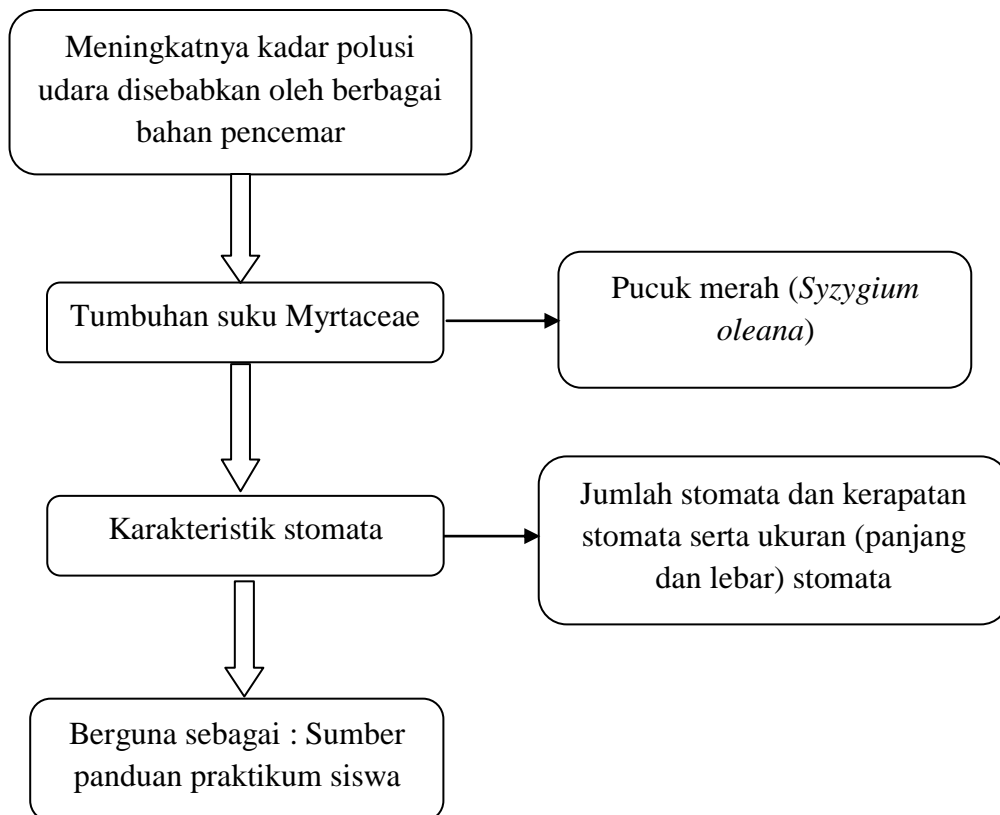 Meningkatnya kadar polusi
udara disebabkan oleh berbagai
bahan pencemar
Tumbuhan suku Myrtaceae
Pucuk merah (Syzygium
oleana)
Karakteristik stomata
Jumlah stomata dan kerapatan
stomata serta ukuran (panjang
dan lebar) stomata
Berguna sebagai : Sumber
panduan praktikum siswa